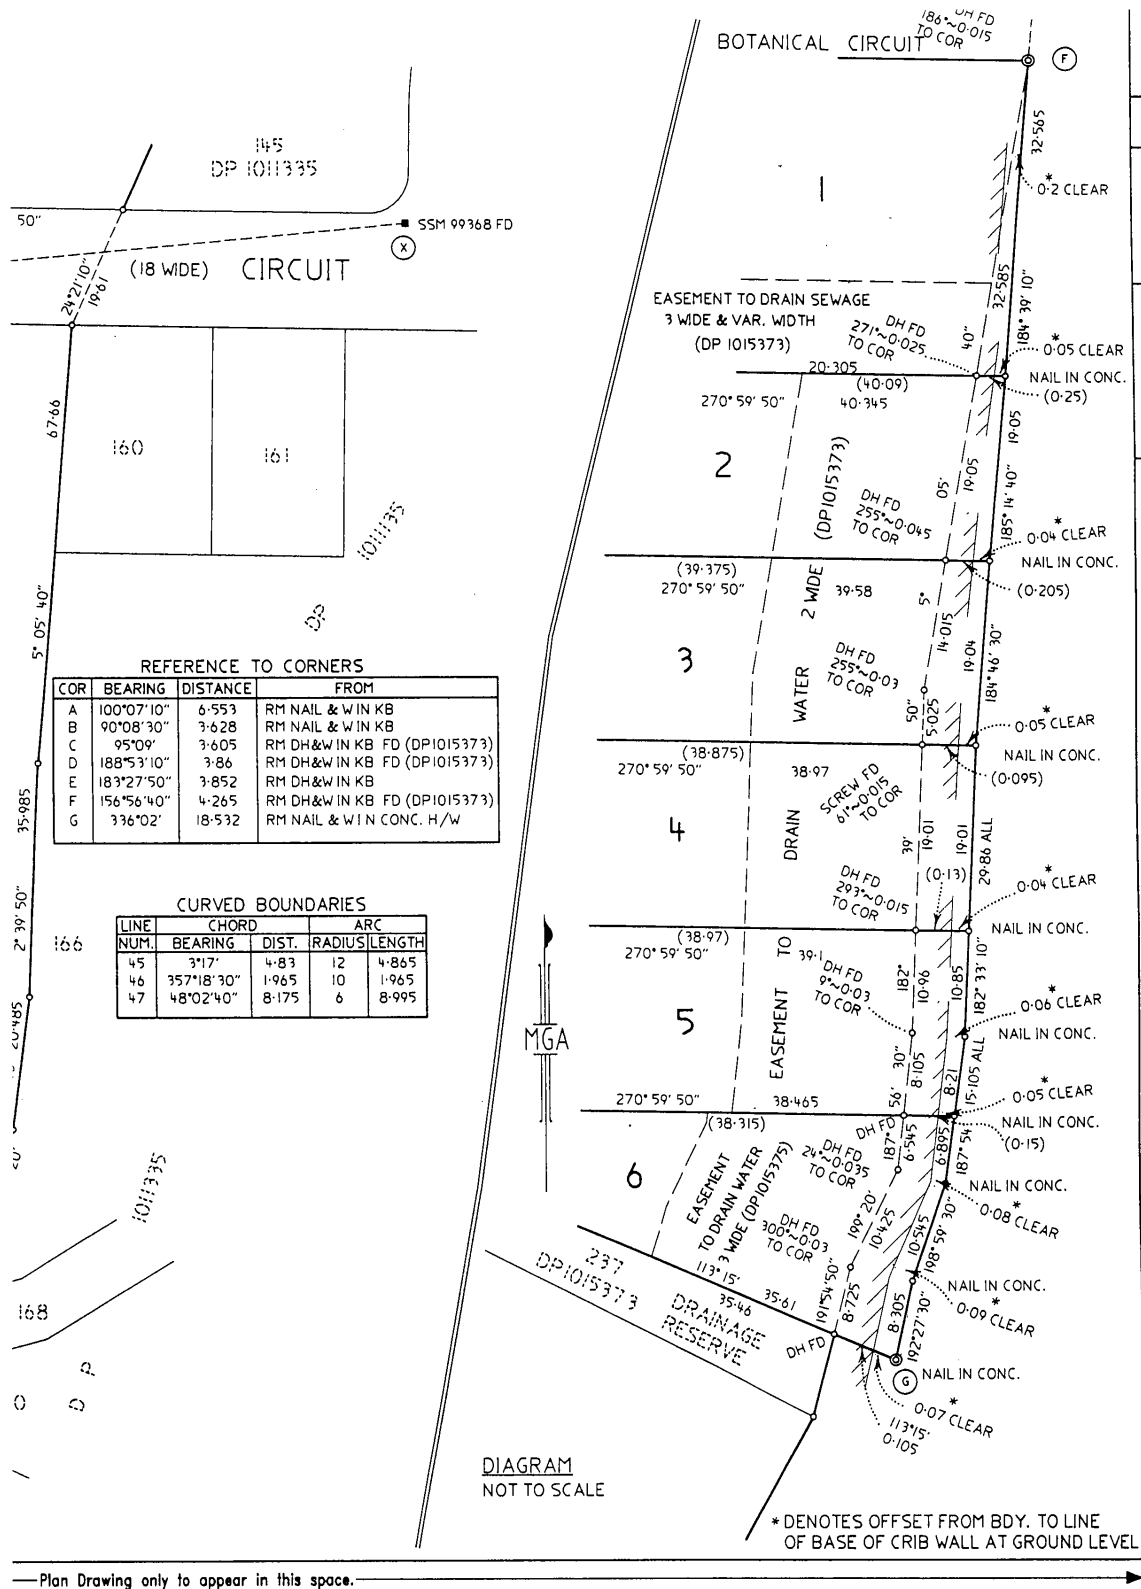 DH FD
186°~0·015
TO COR
BOTANICAL CIRCUIT
F
145
DP 1011335
50"
SSM 99368 FD
X
(18 WIDE) CIRCUIT
24°21'10"
19·61
32·565
*
0·2 CLEAR
1
EASEMENT TO DRAIN SEWAGE
3 WIDE & VAR. WIDTH
(DP 1015373)
DH FD
271°~0·025
TO COR
40"
32·585
184° 39' 10"
*
0·05 CLEAR
NAIL IN CONC.
(0·25)
20·305
(40·09)
270° 59' 50"
40·345
67·66
160
161
1011135
DP
2
(DP1015373)
DH FD
255°~0·045
TO COR
05'
19·05
19·05
185° 14' 40"
*
0·04 CLEAR
NAIL IN CONC.
(0·205)
(39·375)
270° 59' 50"
39·58
2 WIDE
5° 05' 40"
3
DH FD
255°~0·03
TO COR
WATER
5°
14·015
19·04
184° 46' 30"
50"
5·025
*
0·05 CLEAR
NAIL IN CONC.
(0·095)
REFERENCE TO CORNERS
COR BEARING DISTANCE FROM
A 100°07'10" 6·553 RM NAIL & W IN KB
B 90°08'30" 3·628 RM NAIL & W IN KB
C 95°09' 3·605 RM DH&W IN KB FD (DP1015373)
D 188°53'10" 3·86 RM DH&W IN KB FD (DP1015373)
E 183°27'50" 3·852 RM DH&W IN KB
F 156°56'40" 4·265 RM DH&W IN KB FD (DP1015373)
G 336°02' 18·532 RM NAIL & W IN CONC. H/W
(38·875)
270° 59' 50"
38·97
SCREW FD
61°~0·015
TO COR
4
DRAIN
39'
19·01
19·01
29·86 ALL
DH FD
293°~0·015
TO COR
(0·13)
*
0·04 CLEAR
NAIL IN CONC.
35·985
2° 39' 50"
166
CURVED BOUNDARIES
LINE CHORD ARC
NUM. BEARING DIST. RADIUS LENGTH
45 3°17' 4·83 12 4·865
46 357°18'30" 1·965 10 1·965
47 48°02'40" 8·175 6 8·995
(38·97)
270° 59' 50"
39·1
TO
DH FD
9°~0·03
TO COR
182°
10·96
10·85
182° 33' 10"
*
0·06 CLEAR
NAIL IN CONC.
5
EASEMENT
MGA
30"
8·105
8·21
15·105 ALL
*
0·05 CLEAR
NAIL IN CONC.
(0·15)
20·485
20'
270° 59' 50"
38·465
(38·315)
56'
DH FD
187°
6·545
6·895
187° 54'
6
EASEMENT
TO DRAIN WATER
3 WIDE (DP1015375)
DH FD
24°~0·035
TO COR
NAIL IN CONC.
*
0·08 CLEAR
DH FD
300°~0·03
TO COR
199° 20'
10·425
10·545
198° 59' 30"
1011335
168
O
D P
237
DP1015373
DRAINAGE
RESERVE
113° 15'
35·46
35·61
191°54'50"
8·725
8·305
192°27'30"
NAIL IN CONC.
*
0·09 CLEAR
DH FD
G
NAIL IN CONC.
*
0·07 CLEAR
113°15'
0·105
DIAGRAM
NOT TO SCALE
* DENOTES OFFSET FROM BDY. TO LINE
OF BASE OF CRIB WALL AT GROUND LEVEL
Plan Drawing only to appear in this space.